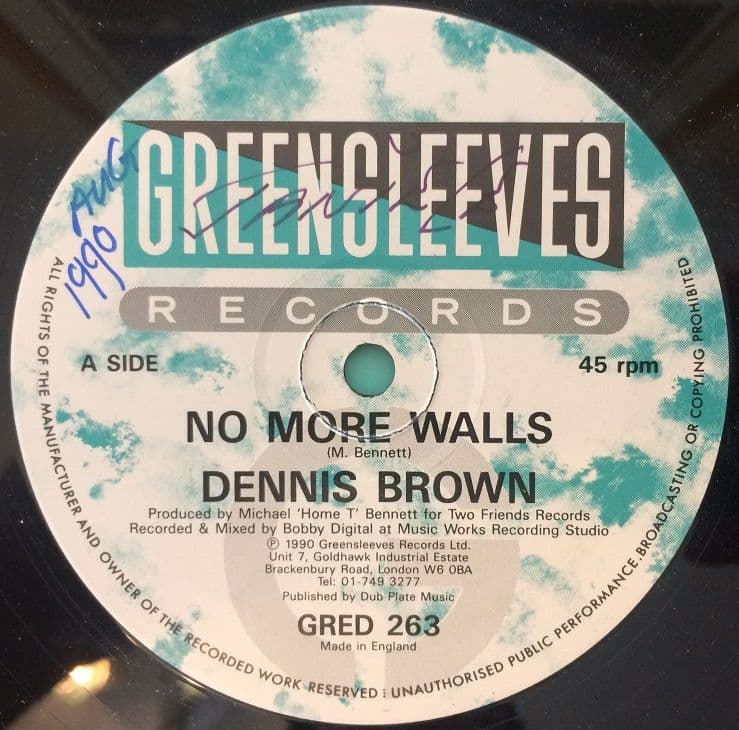 AUG
1990
GREENSLEEVES
RECORDS
A SIDE
45 rpm
NO MORE WALLS
(M. Bennett)
DENNIS BROWN
Produced by Michael 'Home T' Bennett for Two Friends Records
Recorded & Mixed by Bobby Digital at Music Works Recording Studio
℗ 1990 Greensleeves Records Ltd.
Unit 7, Goldhawk Industrial Estate
Brackenbury Road, London W6 0BA
Tel: 01-749 3277
Published by Dub Plate Music
GRED 263
Made in England
ALL RIGHTS OF THE MANUFACTURER AND OWNER OF THE RECORDED WORK RESERVED : UNAUTHORISED PUBLIC PERFORMANCE.BROADCASTING OR COPYING PROHIBITED